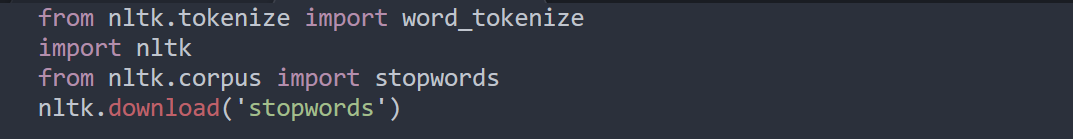 from nltk.tokenize import word_tokenize
import nltk
from nltk.corpus import stopwords
nltk.download('stopwords')